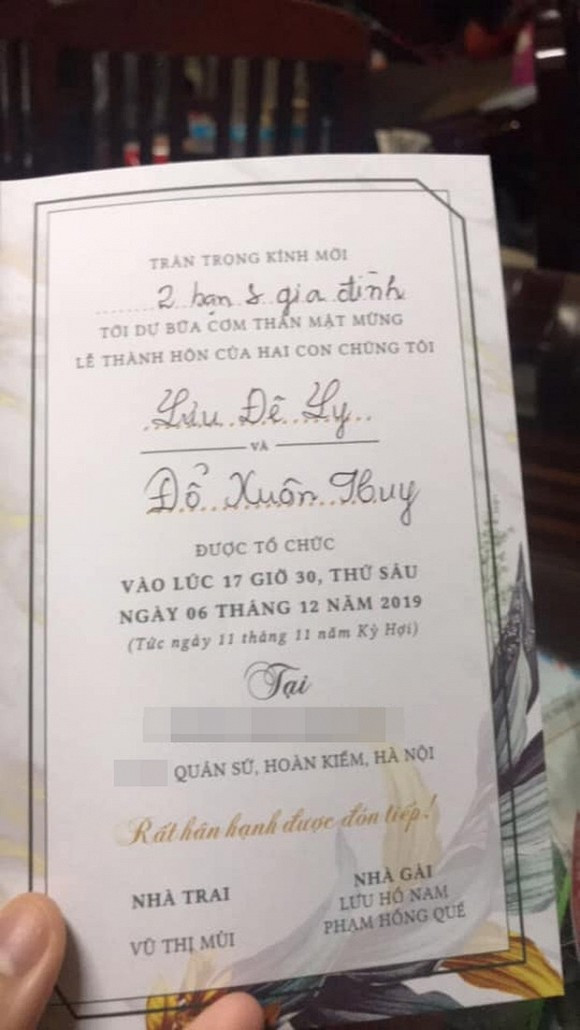 TRÂN TRỌNG KÍNH MỜI
2 bạn & gia đình
TỚI DỰ BỮA CƠM THÂN MẬT MỪNG
LỄ THÀNH HÔN CỦA HAI CON CHÚNG TÔI
Lưu Đê Ly
VÀ
Đỗ Xuân Huy
ĐƯỢC TỔ CHỨC
VÀO LÚC 17 GIỜ 30, THỨ SÁU
NGÀY 06 THÁNG 12 NĂM 2019
(Tức ngày 11 tháng 11 năm Kỷ Hợi)
Tại
QUÁN SỨ, HOÀN KIẾM, HÀ NỘI
Rất hân hạnh được đón tiếp!
NHÀ TRAI
VŨ THỊ MÙI
NHÀ GÁI
LƯU HỒ NAM
PHẠM HỒNG QUẾ